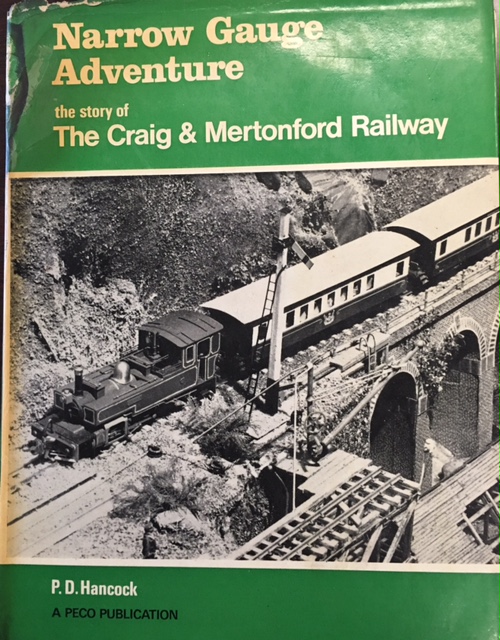 Narrow Gauge
Adventure
the story of
The Craig & Mertonford Railway
P.D.Hancock
A PECO PUBLICATION